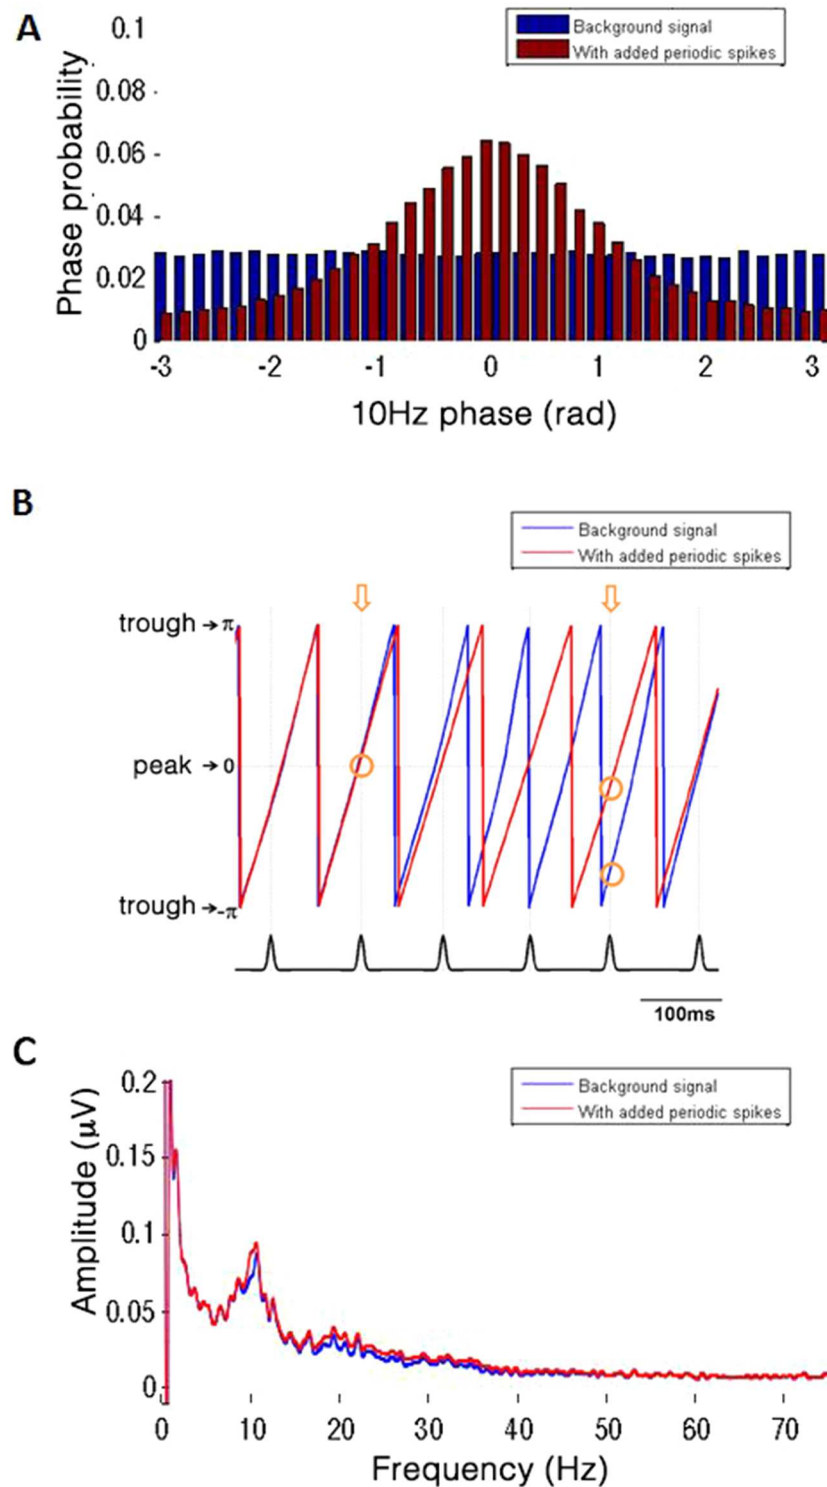 A
Background signal
With added periodic spikes
Phase probability
0.1
0.08
0.06
0.04
0.02
0
-3 -2 -1 0 1 2 3
10Hz phase (rad)
B
Background signal
With added periodic spikes
trough → π
peak → 0
trough → -π
100ms
C
Background signal
With added periodic spikes
Amplitude (µV)
0.2
0.15
0.1
0.05
0
0 10 20 30 40 50 60 70
Frequency (Hz)